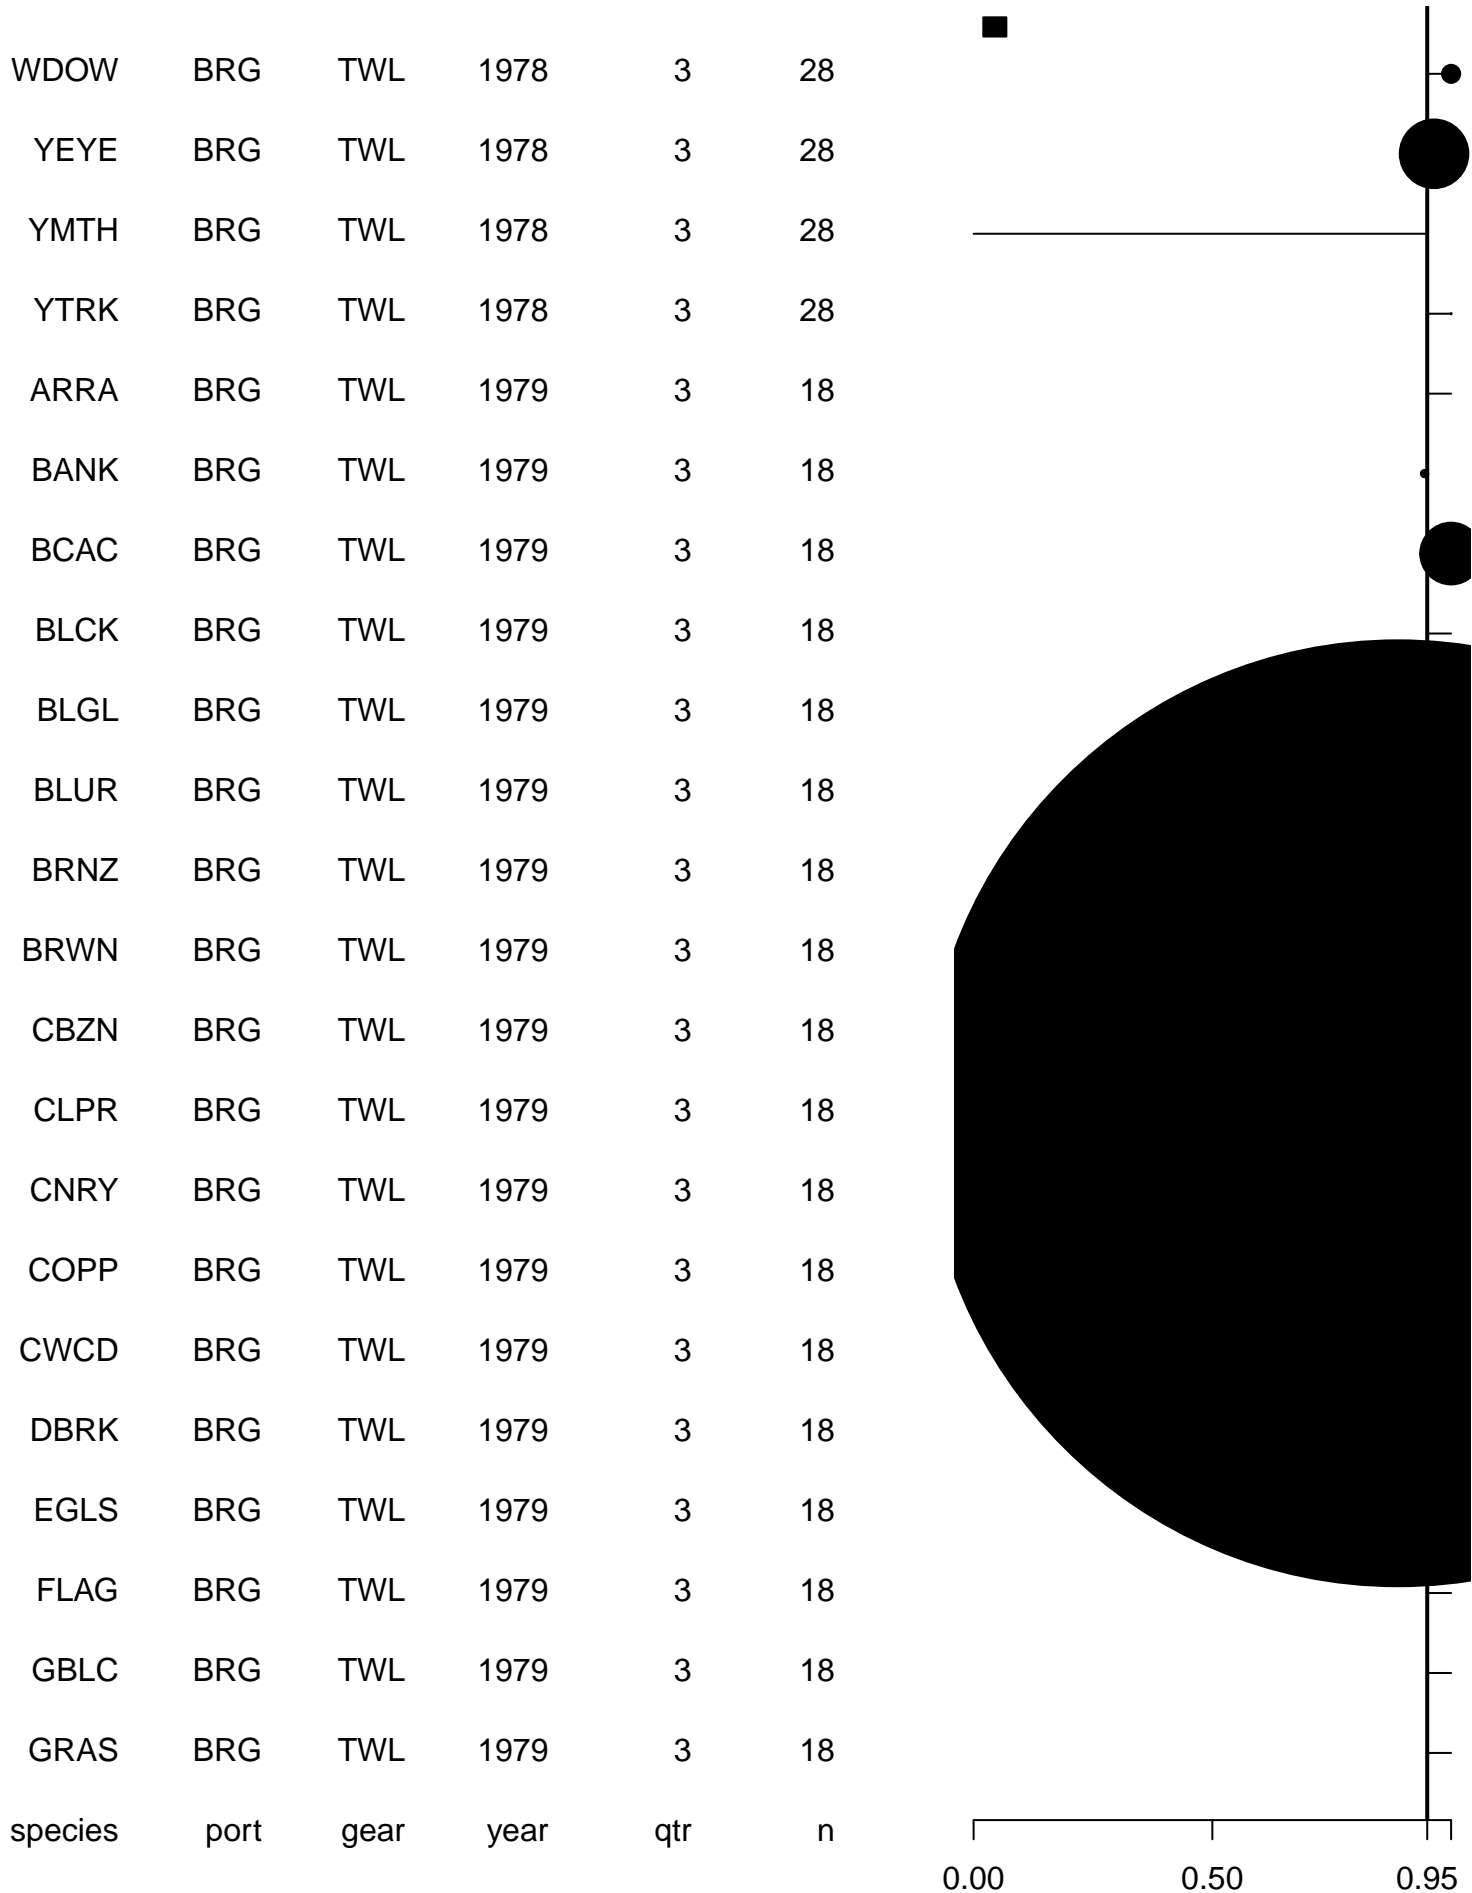 WDOW BRG TWL 1978 3 28
YEYE BRG TWL 1978 3 28
YMTH BRG TWL 1978 3 28
YTRK BRG TWL 1978 3 28
ARRA BRG TWL 1979 3 18
BANK BRG TWL 1979 3 18
BCAC BRG TWL 1979 3 18
BLCK BRG TWL 1979 3 18
BLGL BRG TWL 1979 3 18
BLUR BRG TWL 1979 3 18
BRNZ BRG TWL 1979 3 18
BRWN BRG TWL 1979 3 18
CBZN BRG TWL 1979 3 18
CLPR BRG TWL 1979 3 18
CNRY BRG TWL 1979 3 18
COPP BRG TWL 1979 3 18
CWCD BRG TWL 1979 3 18
DBRK BRG TWL 1979 3 18
EGLS BRG TWL 1979 3 18
FLAG BRG TWL 1979 3 18
GBLC BRG TWL 1979 3 18
GRAS BRG TWL 1979 3 18
species port gear year qtr n
0.00 0.50 0.95